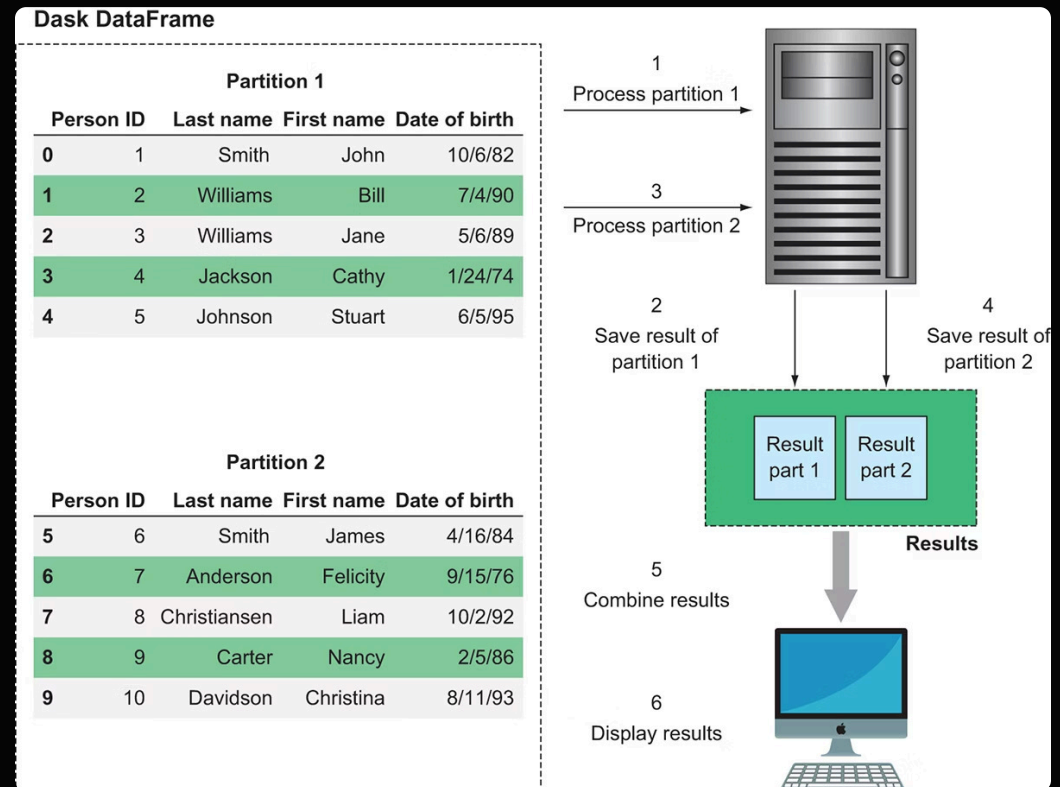 Dask DataFrame
Partition 1
Person ID Last name First name Date of birth
0 1 Smith John 10/6/82
1 2 Williams Bill 7/4/90
2 3 Williams Jane 5/6/89
3 4 Jackson Cathy 1/24/74
4 5 Johnson Stuart 6/5/95
Partition 2
Person ID Last name First name Date of birth
5 6 Smith James 4/16/84
6 7 Anderson Felicity 9/15/76
7 8 Christiansen Liam 10/2/92
8 9 Carter Nancy 2/5/86
9 10 Davidson Christina 8/11/93
1
Process partition 1
3
Process partition 2
2
Save result of
partition 1
4
Save result of
partition 2
Result
part 1
Result
part 2
Results
5
Combine results
6
Display results